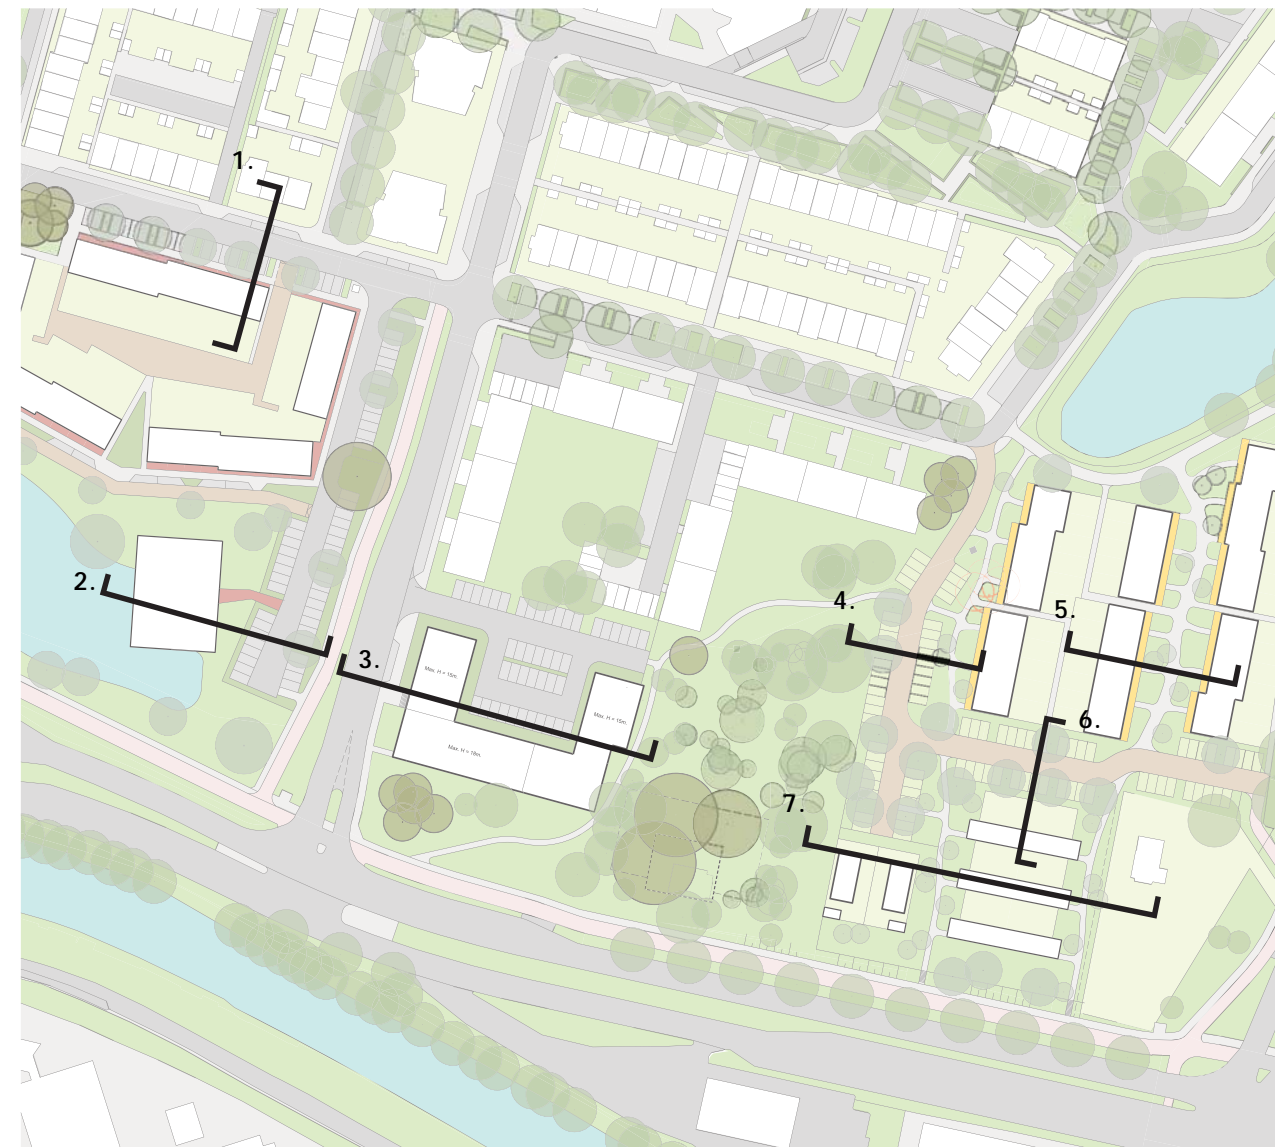 1.
2.
3.
Max. H = 15m.
Max. H = 15m.
Max. H = 18m.
4.
5.
6.
7.